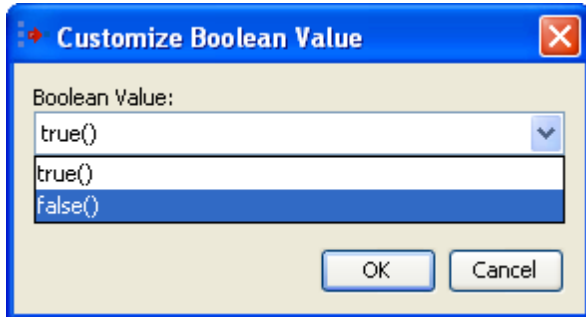 Customize Boolean Value
Boolean Value:
true()
true()
false()
OK Cancel